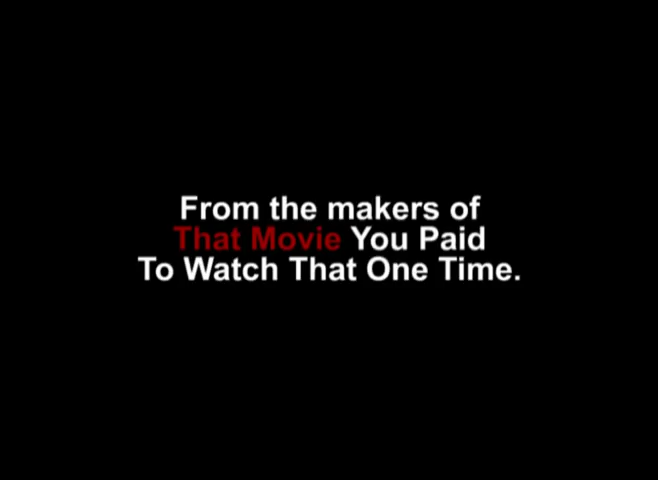 From the makers of
That Movie You Paid
To Watch That One Time.